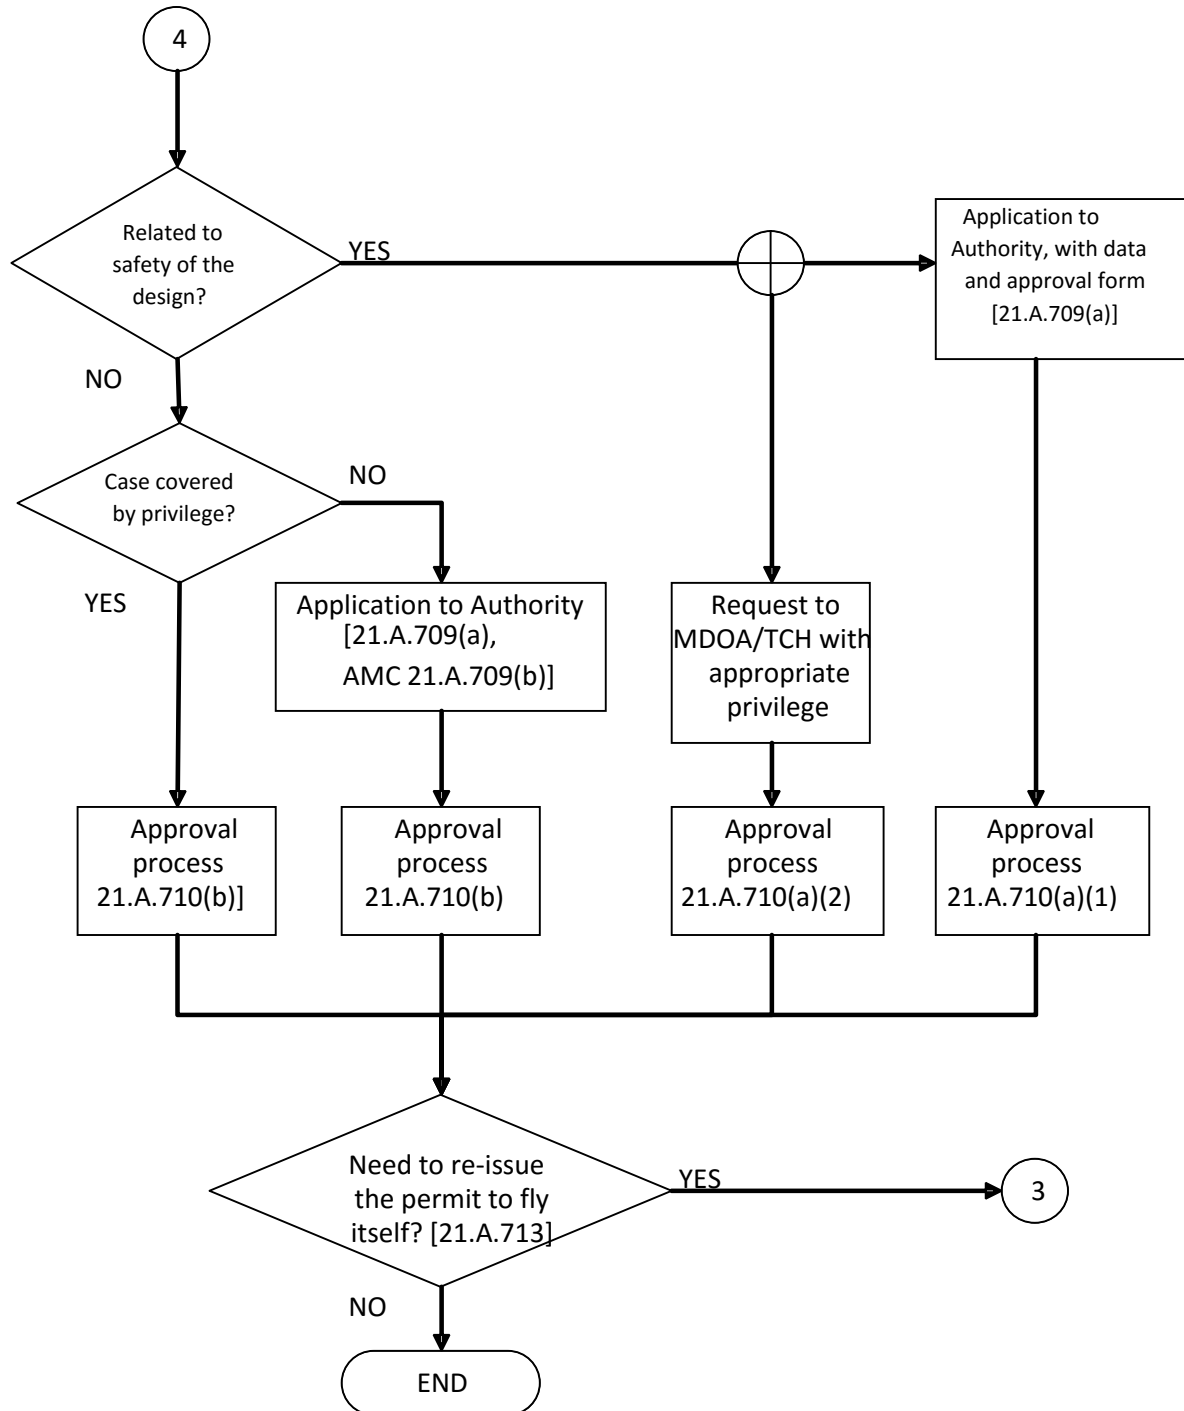 4
Related to
safety of the
design?
YES
Application to
Authority, with data
and approval form
[21.A.709(a)]
NO
Case covered
by privilege?
NO
YES
Application to Authority
[21.A.709(a),
AMC 21.A.709(b)]
Request to
MDOA/TCH with
appropriate
privilege
Approval
process
21.A.710(b)]
Approval
process
21.A.710(b)
Approval
process
21.A.710(a)(2)
Approval
process
21.A.710(a)(1)
Need to re-issue
the permit to fly
itself? [21.A.713]
YES
3
NO
END